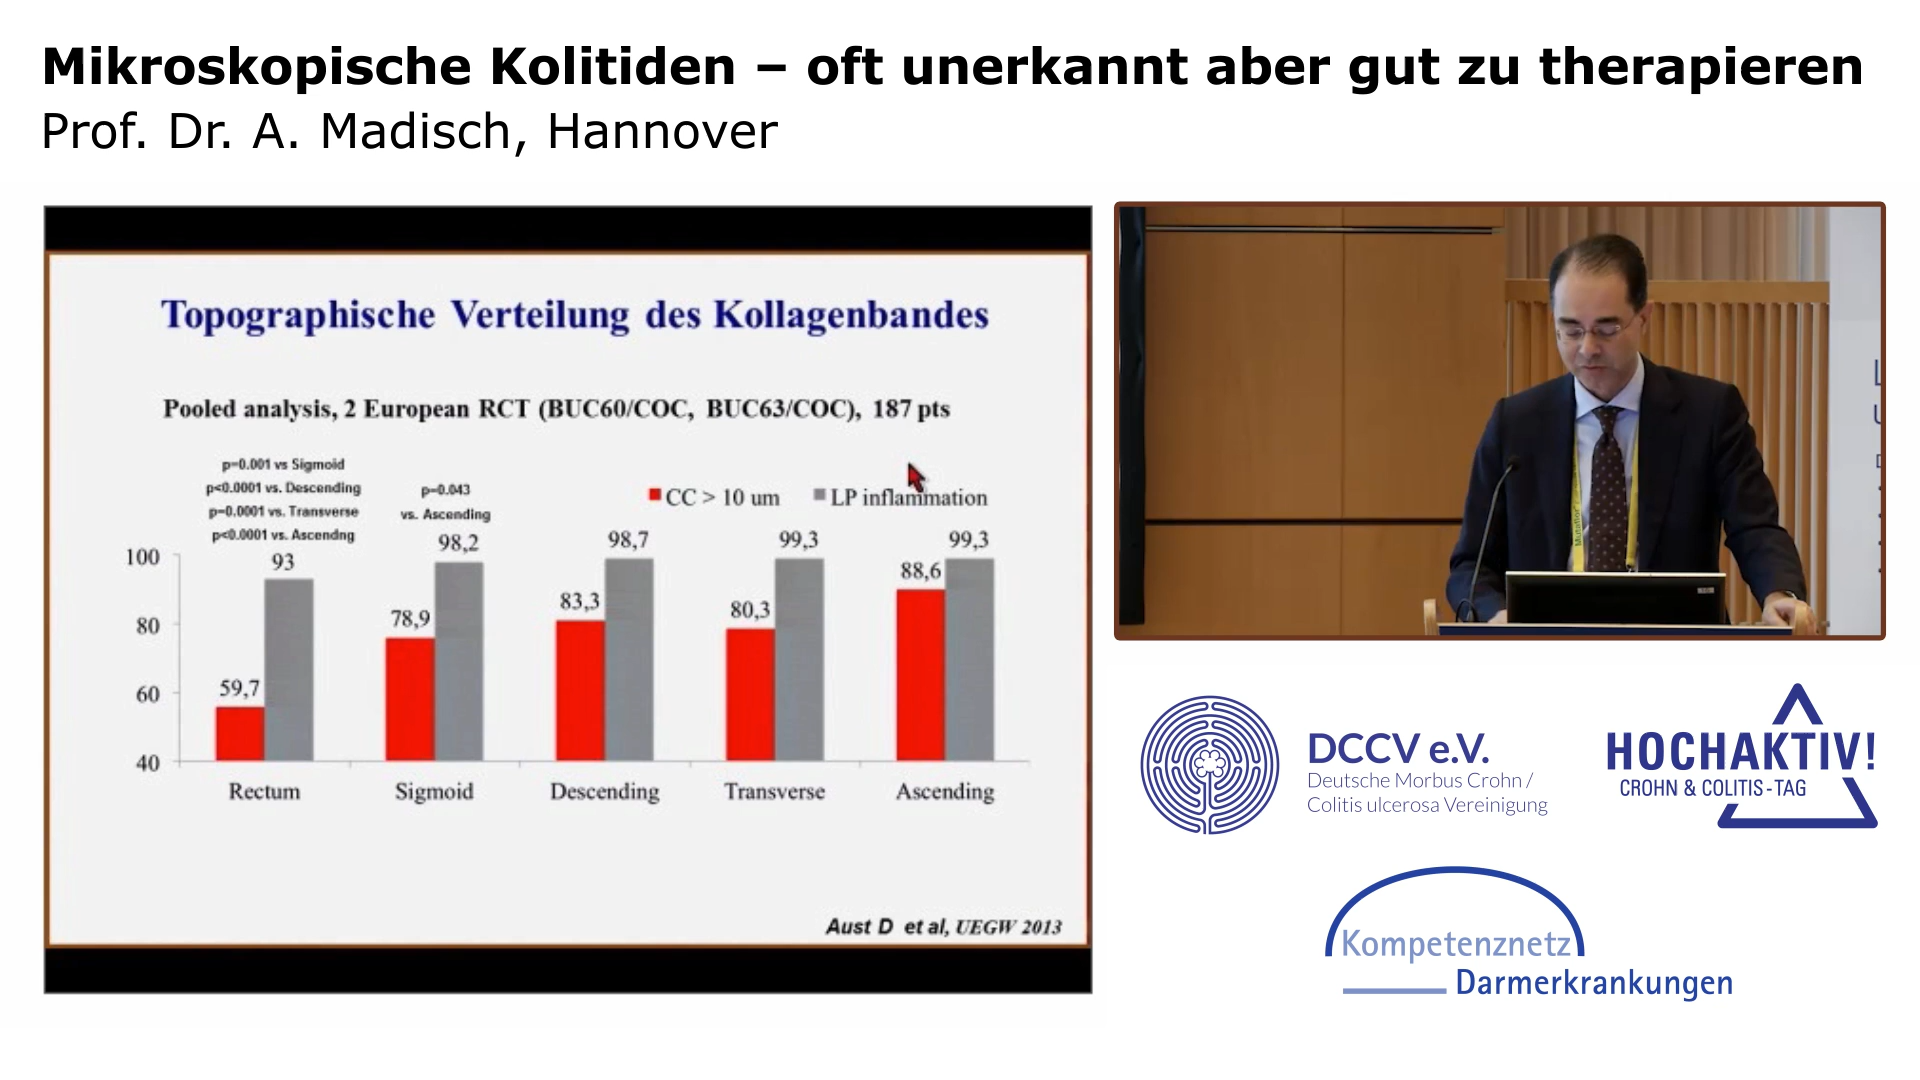 Mikroskopische Kolitiden – oft unerkannt aber gut zu therapieren
Prof. Dr. A. Madisch, Hannover
Topographische Verteilung des Kollagenbandes
Pooled analysis, 2 European RCT (BUC60/COC, BUC63/COC), 187 pts
p=0.001 vs Sigmoid
p<0.0001 vs. Descending
p=0.0001 vs. Transverse
p<0.0001 vs. Ascendng
p=0.043
vs. Ascending
CC > 10 um
LP inflammation
100
80
60
40
59,7
93
78,9
98,2
83,3
98,7
80,3
99,3
88,6
99,3
Rectum
Sigmoid
Descending
Transverse
Ascending
Aust D et al, UEGW 2013
DCCV e.V.
Deutsche Morbus Crohn /
Colitis ulcerosa Vereinigung
HOCHAKTIV!
CROHN & COLITIS-TAG
Kompetenznetz
Darmerkrankungen